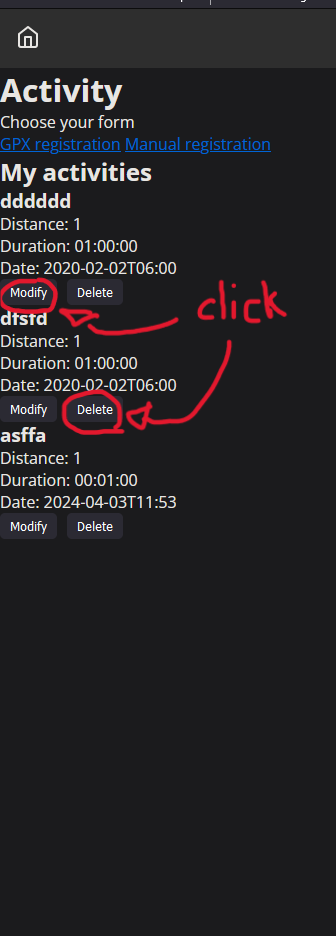 Activity
Choose your form
GPX registration Manual registration
My activities
dddddd
Distance: 1
Duration: 01:00:00
Date: 2020-02-02T06:00
Modify Delete
click
dfsfd
Distance: 1
Duration: 01:00:00
Date: 2020-02-02T06:00
Modify Delete
asffa
Distance: 1
Duration: 00:01:00
Date: 2024-04-03T11:53
Modify Delete